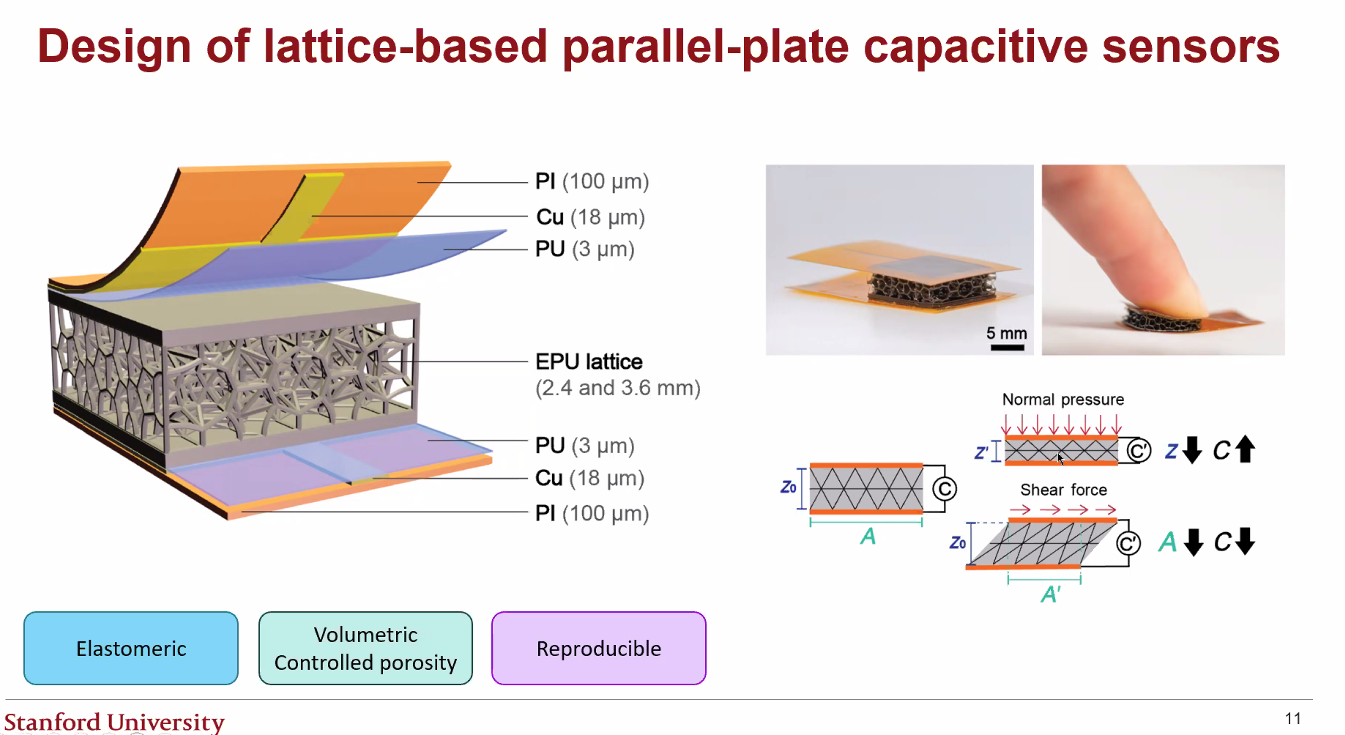 Design of lattice-based parallel-plate capacitive sensors
PI (100 µm)
Cu (18 µm)
PU (3 µm)
EPU lattice
(2.4 and 3.6 mm)
PU (3 µm)
Cu (18 µm)
PI (100 µm)
5 mm
Normal pressure
z'
C'
z
C
Shear force
z₀
C
A
z₀
C'
A
C
A'
Elastomeric
Volumetric
Controlled porosity
Reproducible
Stanford University
11